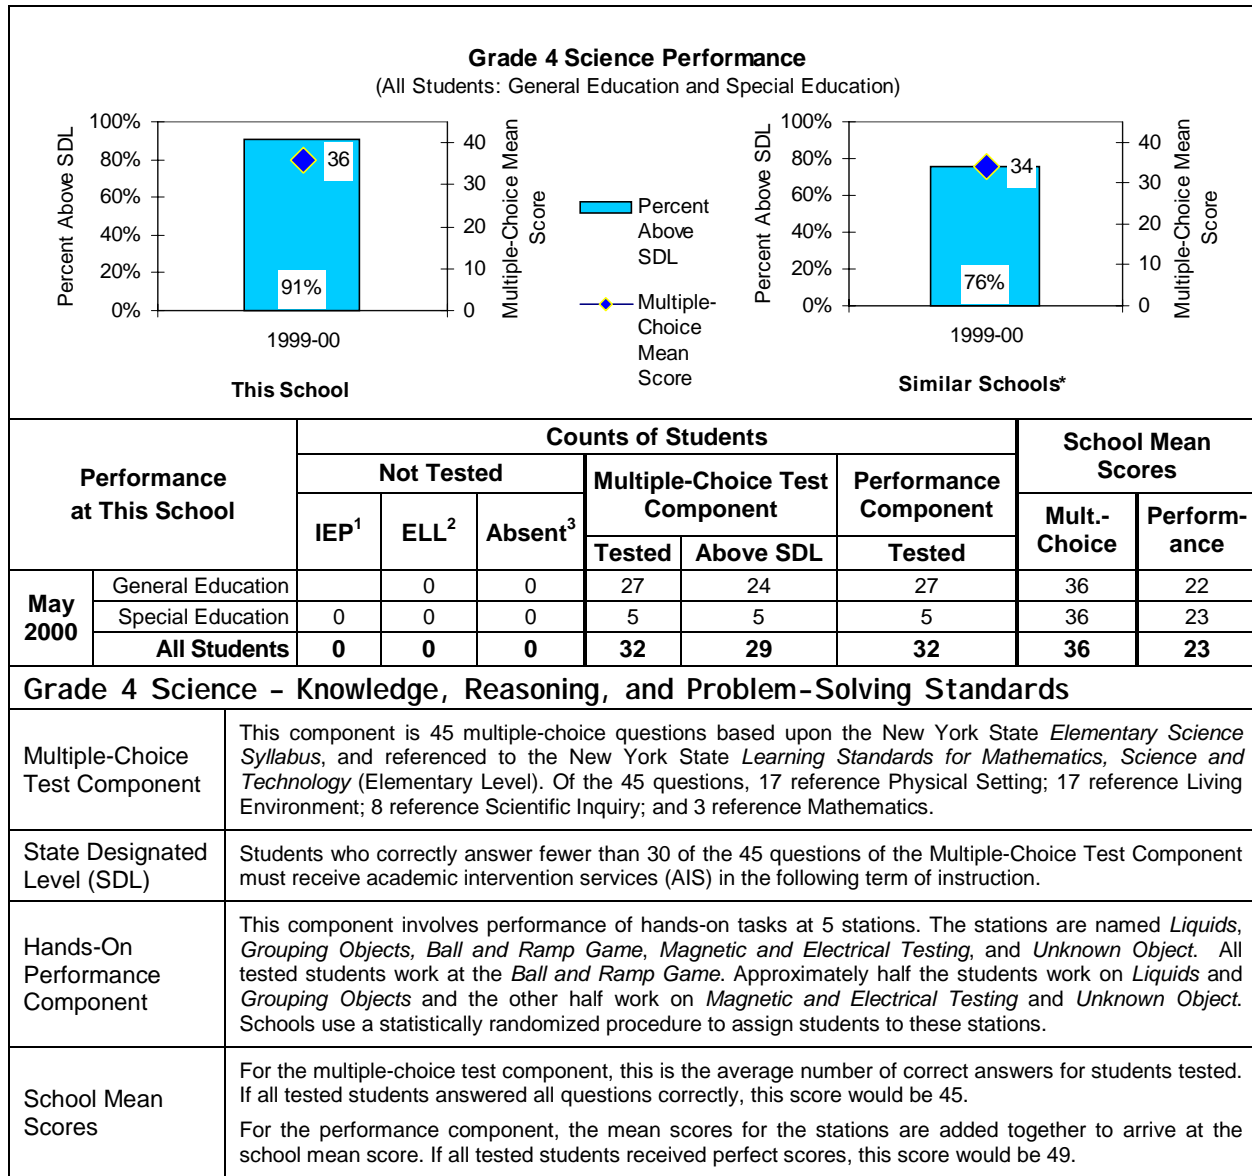 Grade 4 Science Performance
(All Students: General Education and Special Education)
Percent Above SDL
100%
80%
60%
40%
20%
0%
36
91%
40
30
20
10
0
Multiple-Choice Mean
Score
1999-00
This School
Percent
Above
SDL
Multiple-
Choice
Mean
Score
Percent Above SDL
100%
80%
60%
40%
20%
0%
34
76%
40
30
20
10
0
Multiple-Choice Mean
Score
1999-00
Similar Schools*
Performance
at This School
Counts of Students
School Mean
Scores
Not Tested
Multiple-Choice Test
Component
Performance
Component
IEP1 ELL2 Absent3
Mult.-
Choice
Perform-
ance
Tested Above SDL Tested
May
2000
General Education 0 0 27 24 27 36 22
Special Education 0 0 0 5 5 5 36 23
All Students 0 0 0 32 29 32 36 23
Grade 4 Science – Knowledge, Reasoning, and Problem-Solving Standards
Multiple-Choice
Test Component
This component is 45 multiple-choice questions based upon the New York State Elementary Science
Syllabus, and referenced to the New York State Learning Standards for Mathematics, Science and
Technology (Elementary Level). Of the 45 questions, 17 reference Physical Setting; 17 reference Living
Environment; 8 reference Scientific Inquiry; and 3 reference Mathematics.
State Designated
Level (SDL)
Students who correctly answer fewer than 30 of the 45 questions of the Multiple-Choice Test Component
must receive academic intervention services (AIS) in the following term of instruction.
Hands-On
Performance
Component
This component involves performance of hands-on tasks at 5 stations. The stations are named Liquids,
Grouping Objects, Ball and Ramp Game, Magnetic and Electrical Testing, and Unknown Object. All
tested students work at the Ball and Ramp Game. Approximately half the students work on Liquids and
Grouping Objects and the other half work on Magnetic and Electrical Testing and Unknown Object.
Schools use a statistically randomized procedure to assign students to these stations.
School Mean
Scores
For the multiple-choice test component, this is the average number of correct answers for students tested.
If all tested students answered all questions correctly, this score would be 45.
For the performance component, the mean scores for the stations are added together to arrive at the
school mean score. If all tested students received perfect scores, this score would be 49.